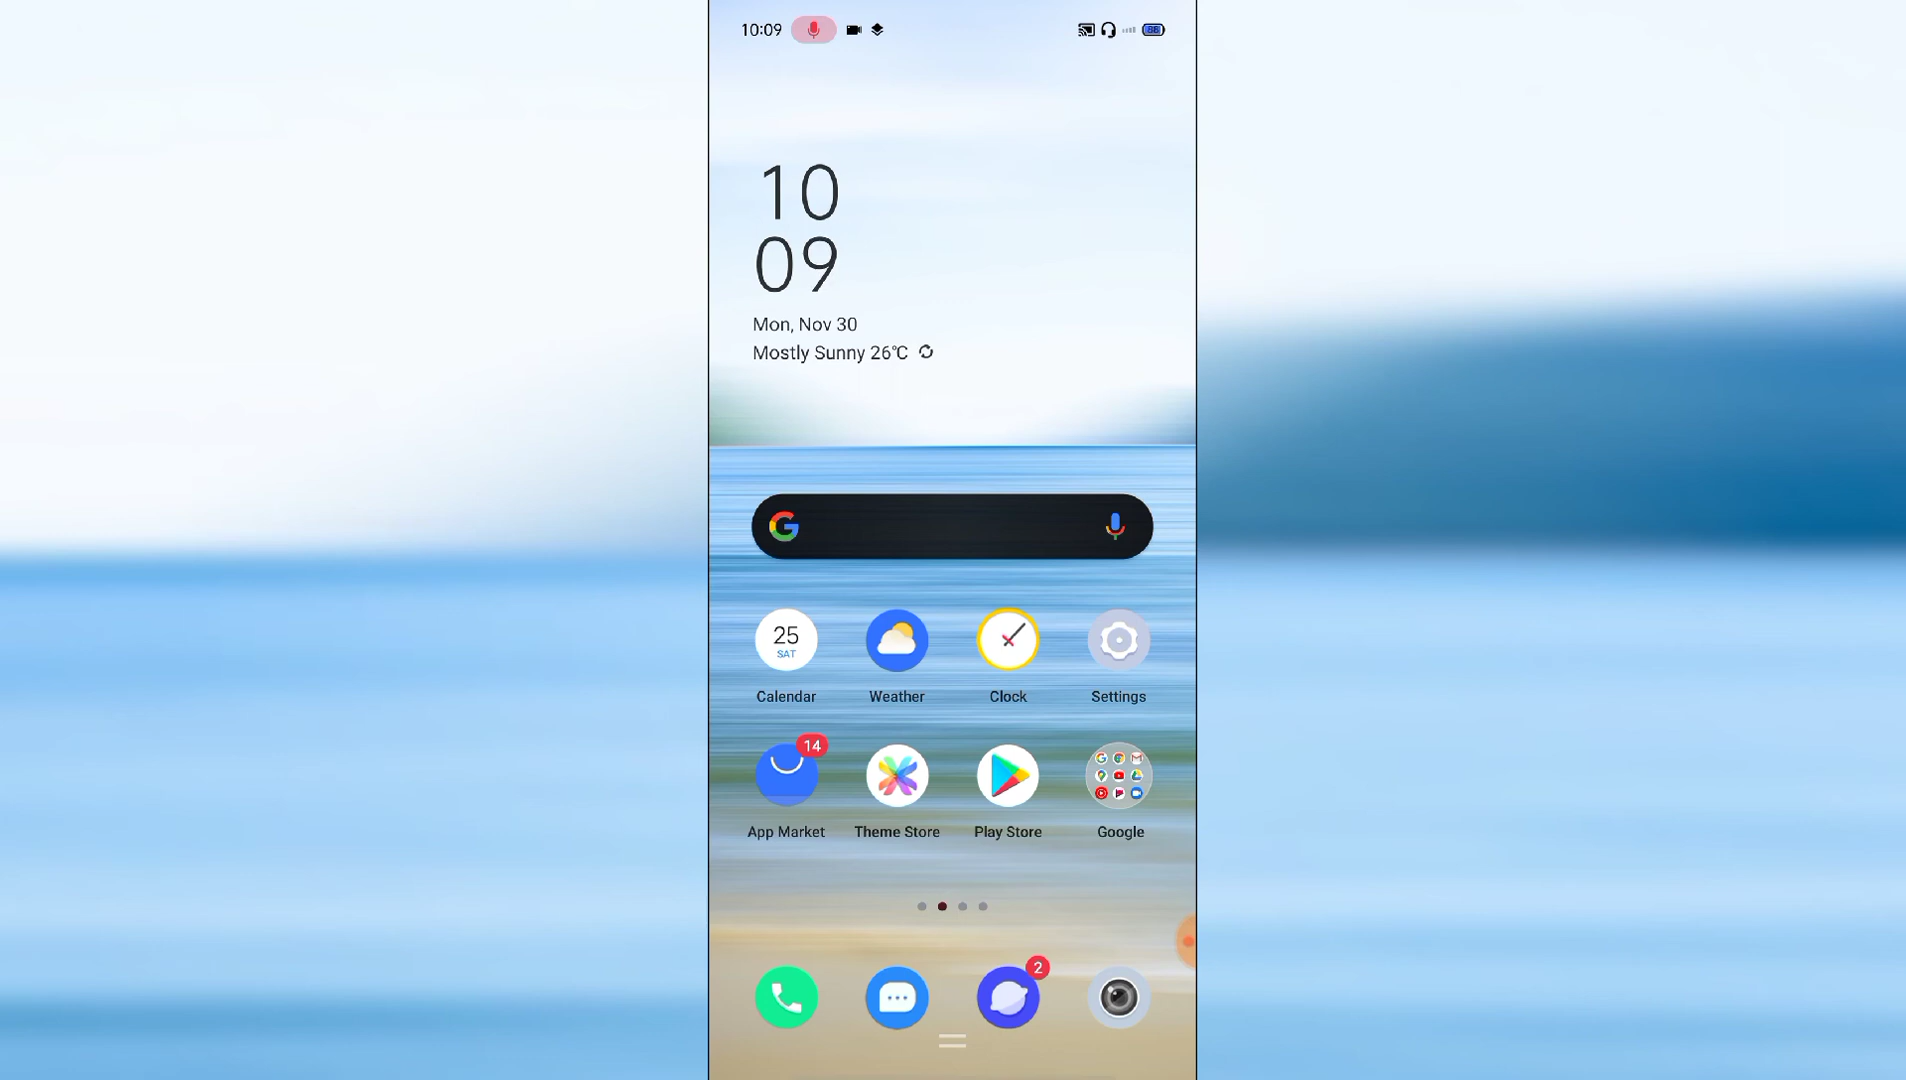 10:09
86
10
09
Mon, Nov 30
Mostly Sunny 26°C
25
SAT
Calendar
Weather
Clock
Settings
14
App Market
Theme Store
Play Store
Google
2